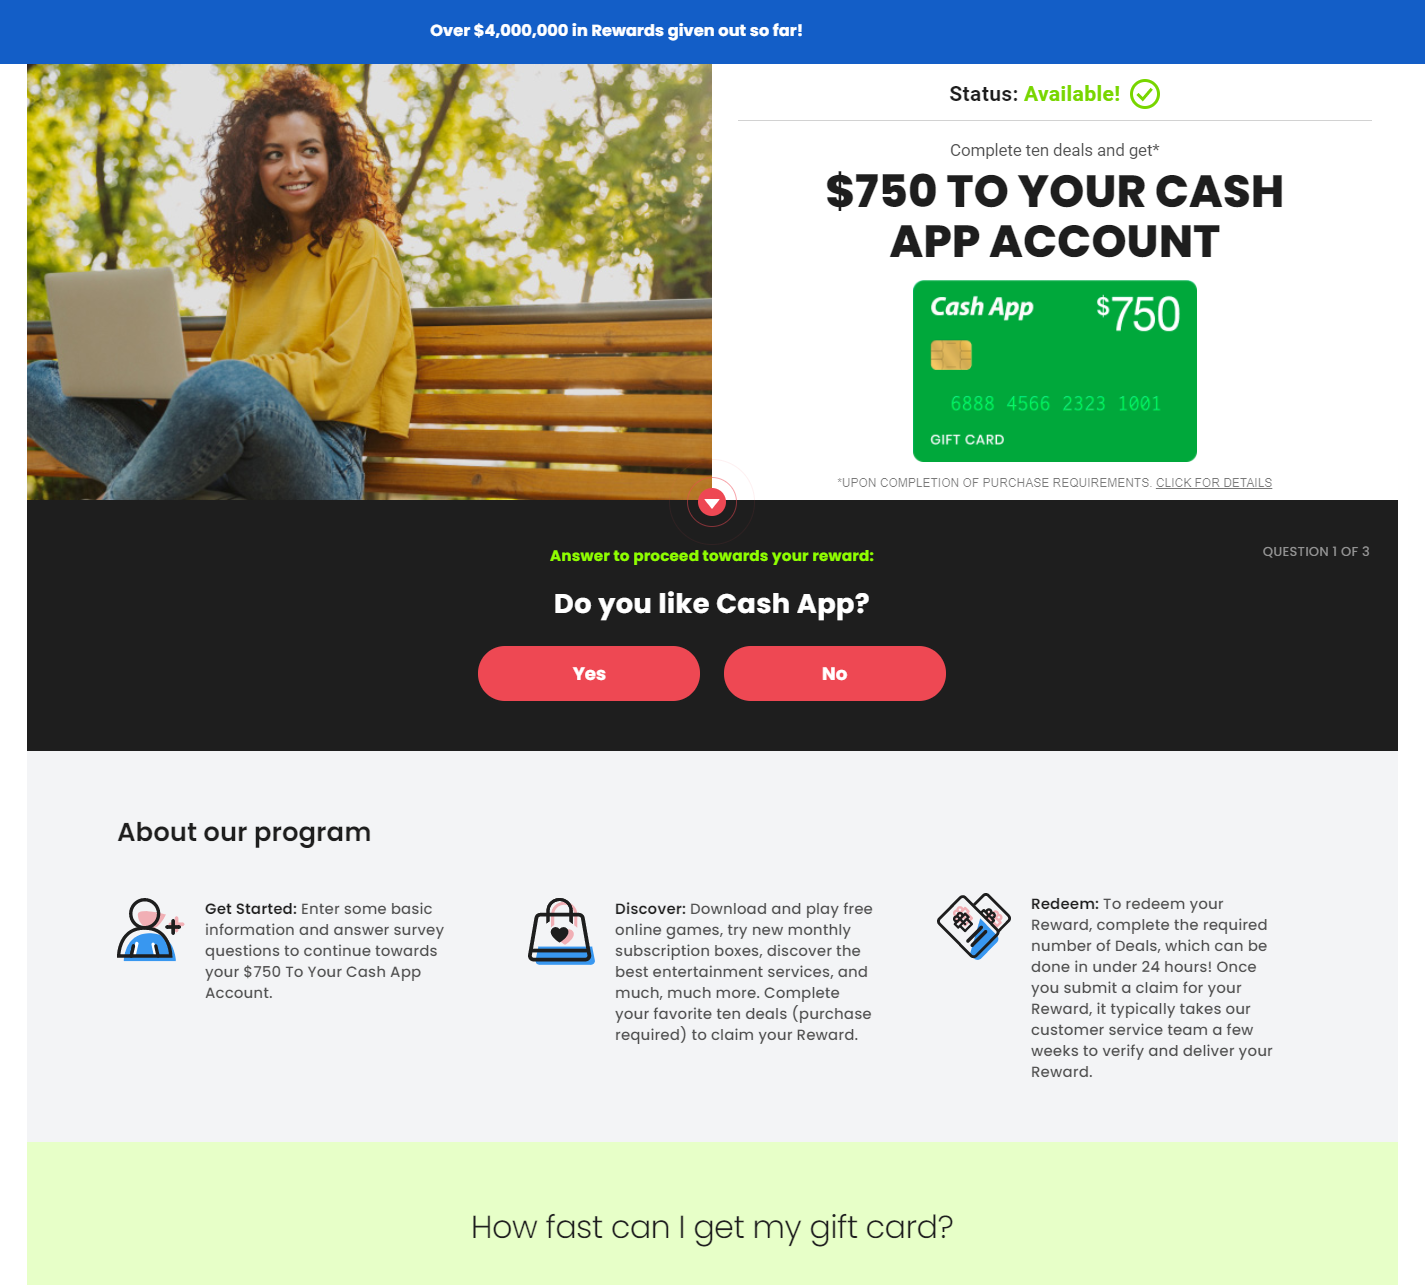 Over $4,000,000 in Rewards given out so far!
Status: Available!
Complete ten deals and get*
$750 TO YOUR CASH
APP ACCOUNT
Cash App $750
6888 4566 2323 1001
GIFT CARD
*UPON COMPLETION OF PURCHASE REQUIREMENTS. CLICK FOR DETAILS
Answer to proceed towards your reward:
QUESTION 1 OF 3
Do you like Cash App?
Yes
No
About our program
Get Started: Enter some basic
information and answer survey
questions to continue towards
your $750 To Your Cash App
Account.
Discover: Download and play free
online games, try new monthly
subscription boxes, discover the
best entertainment services, and
much, much more. Complete
your favorite ten deals (purchase
required) to claim your Reward.
Redeem: To redeem your
Reward, complete the required
number of Deals, which can be
done in under 24 hours! Once
you submit a claim for your
Reward, it typically takes our
customer service team a few
weeks to verify and deliver your
Reward.
How fast can I get my gift card?